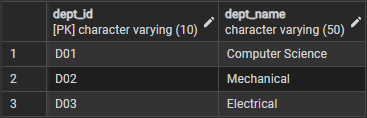 dept_id dept_name
[PK] character varying (10) character varying (50)
1 D01 Computer Science
2 D02 Mechanical
3 D03 Electrical